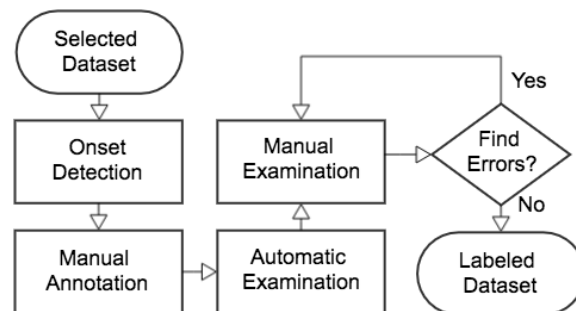 Selected
Dataset
Onset
Detection
Manual
Annotation
Automatic
Examination
Manual
Examination
Find
Errors?
Yes
No
Labeled
Dataset